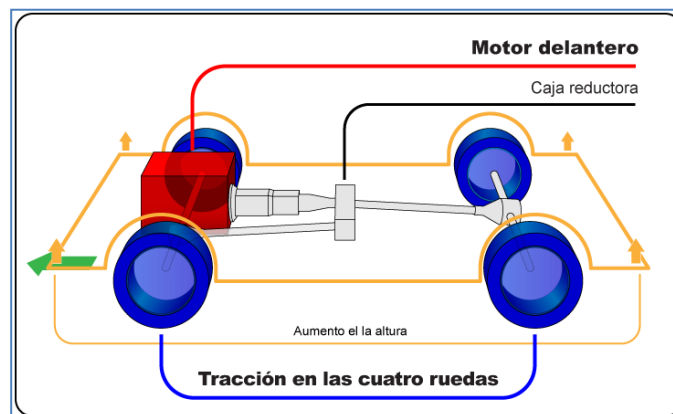 Motor delantero
Caja reductora
Aumento el la altura
Tracción en las cuatro ruedas